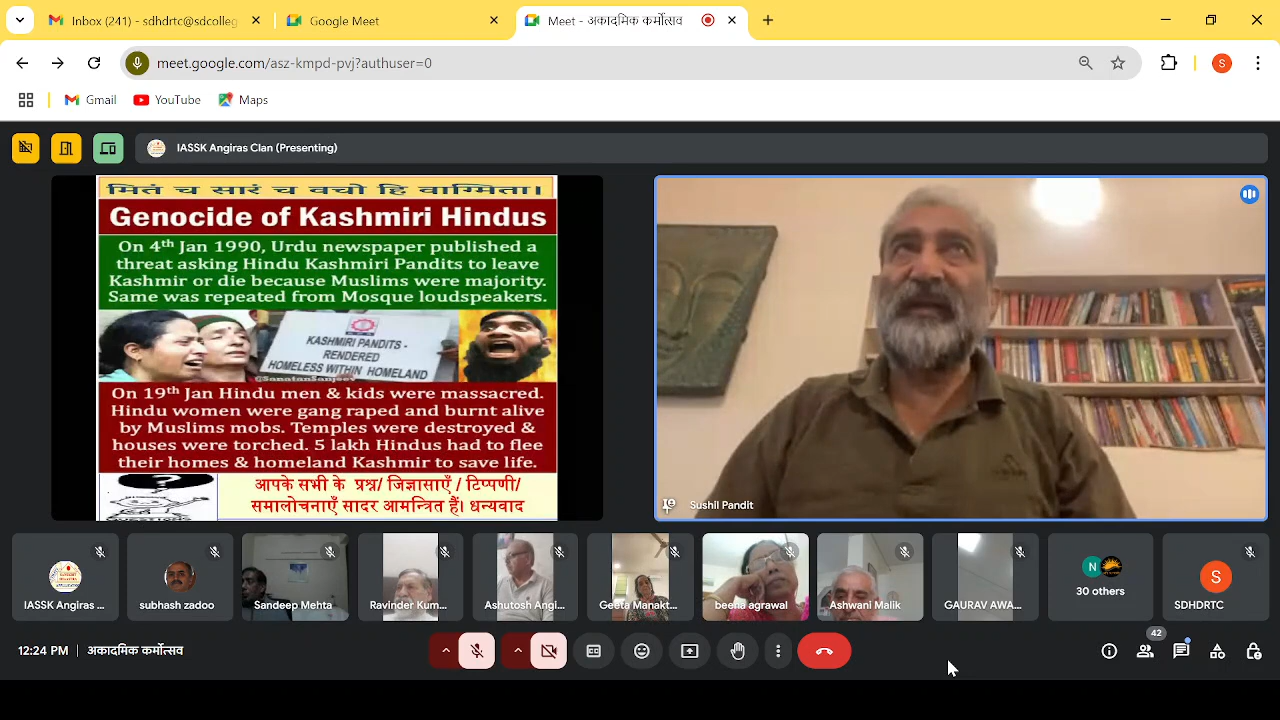 Inbox (241) - sdhdrtc@sdcolleg
Google Meet
Meet - अकादमिक कर्मोत्सव
meet.google.com/asz-kmpd-pvj?authuser=0
S
Gmail
YouTube
Maps
IASSK Angiras Clan (Presenting)
मितं च सारं च वचो हि वाग्मिता।
Genocide of Kashmiri Hindus
On 4th Jan 1990, Urdu newspaper published a
threat asking Hindu Kashmiri Pandits to leave
Kashmir or die because Muslims were majority.
Same was repeated from Mosque loudspeakers.
KASHMIRI PANDITS -
RENDERED
HOMELESS WITHIN HOMELAND
@SanatanSanjeet
On 19th Jan Hindu men & kids were massacred.
Hindu women were gang raped and burnt alive
by Muslims mobs. Temples were destroyed &
houses were torched. 5 lakh Hindus had to flee
their homes & homeland Kashmir to save life.
?
आपके सभी के प्रश्न/ जिज्ञासाएँ / टिप्पणी/
समालोचनाएँ सादर आमन्त्रित हैं। धन्यवाद
Sushil Pandit
IASSK Angiras ...
subhash zadoo
Sandeep Mehta
Ravinder Kum...
Ashutosh Angi...
Geeta Manakt...
beena agrawal
Ashwani Malik
GAURAV AWA...
N
30 others
S
SDHDRTC
12:24 PM | अकादमिक कर्मोत्सव
42